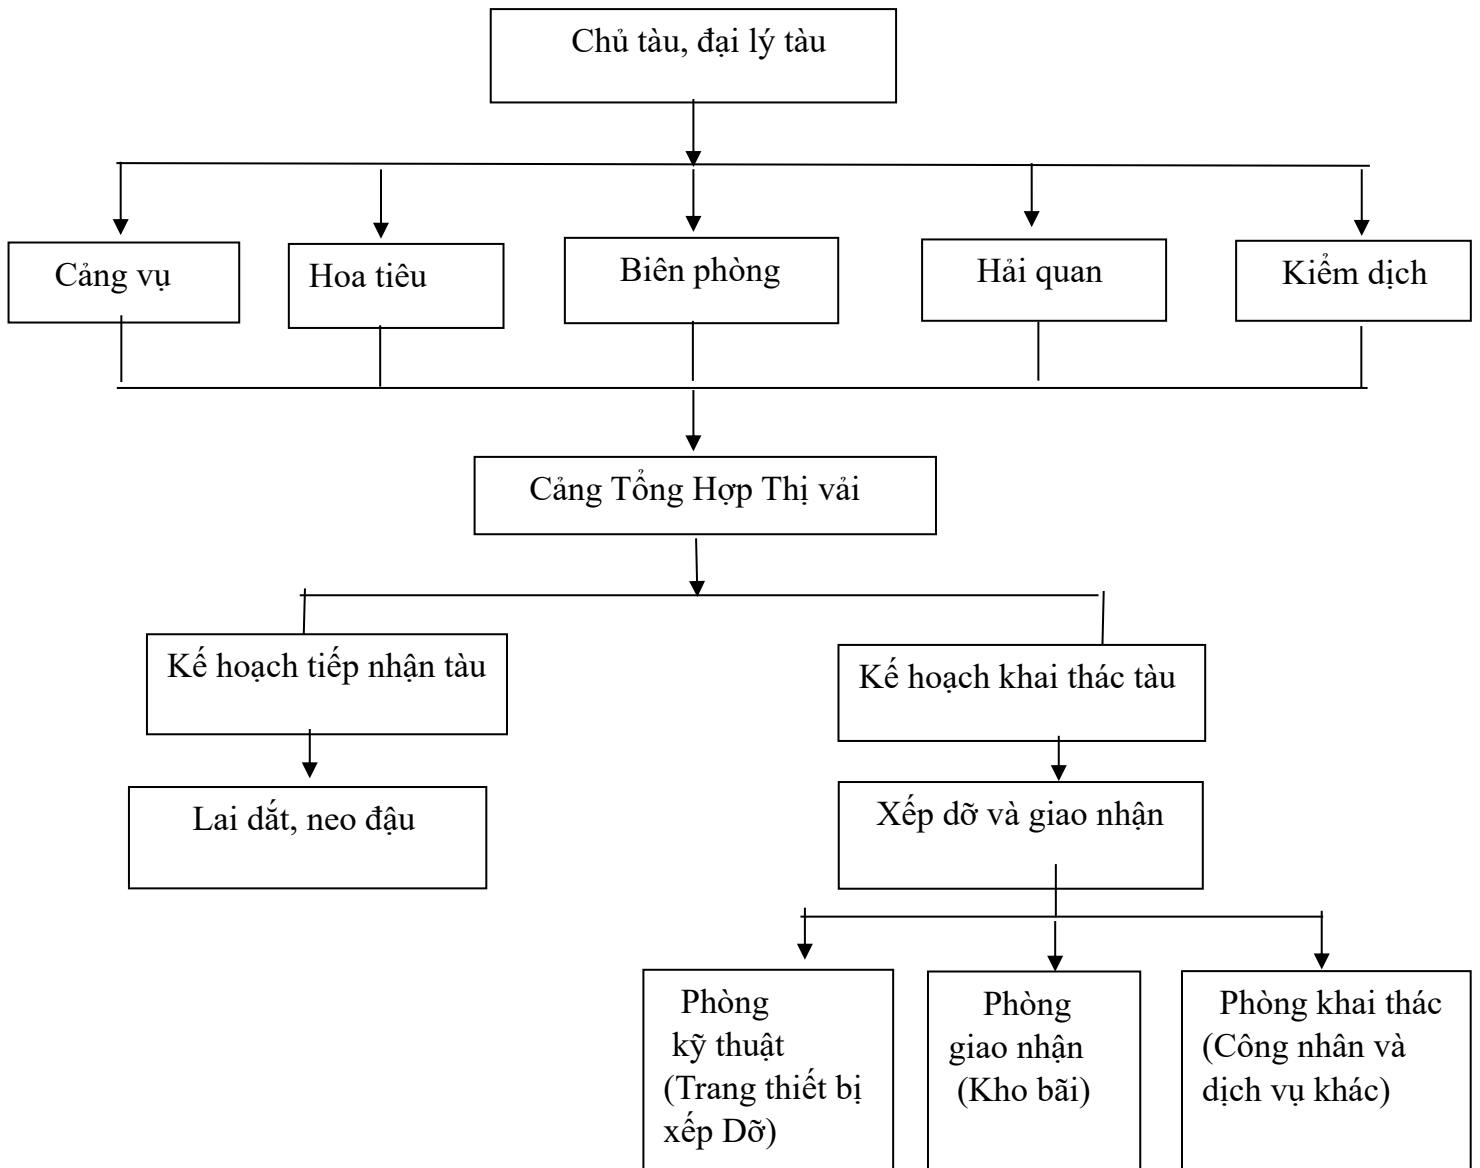 Chủ tàu, đại lý tàu
Cảng vụ
Hoa tiêu
Biên phòng
Hải quan
Kiểm dịch
Cảng Tổng Hợp Thị vải
Kế hoạch tiếp nhận tàu
Kế hoạch khai thác tàu
Lai dắt, neo đậu
Xếp dỡ và giao nhận
Phòng
kỹ thuật
(Trang thiết bị
xếp Dỡ)
Phòng
giao nhận
(Kho bãi)
Phòng khai thác
(Công nhân và
dịch vụ khác)